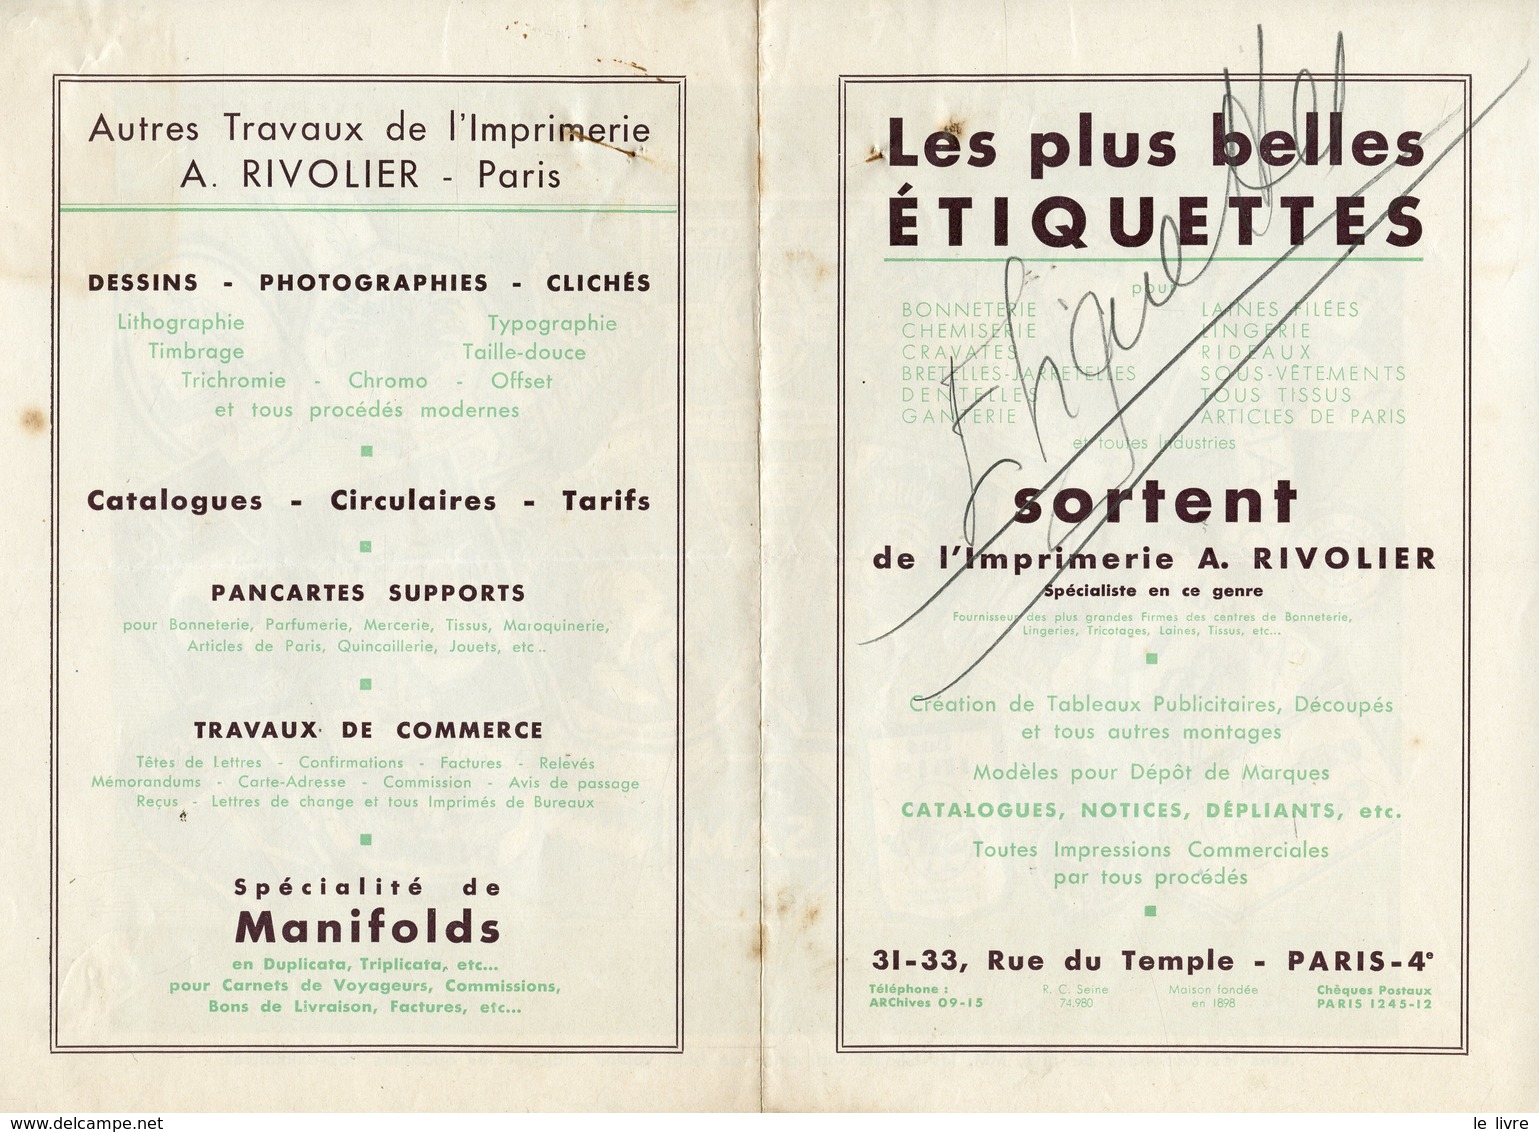 Autres Travaux de l'Imprimerie
A. RIVOLIER - Paris
DESSINS - PHOTOGRAPHIES - CLICHÉS
Lithographie Typographie
Timbrage Taille-douce
Trichromie - Chromo - Offset
et tous procédés modernes
Catalogues - Circulaires - Tarifs
PANCARTES SUPPORTS
pour Bonneterie, Parfumerie, Mercerie, Tissus, Maroquinerie,
Articles de Paris, Quincaillerie, Jouets, etc...
TRAVAUX DE COMMERCE
Têtes de Lettres - Confirmations - Factures - Relevés
Mémorandums - Carte-Adresse - Commission - Avis de passage
Reçus - Lettres de change et tous Imprimés de Bureaux
Spécialité de
Manifolds
en Duplicata, Triplicata, etc...
pour Carnets de Voyageurs, Commissions,
Bons de Livraison, Factures, etc...
Les plus belles
ÉTIQUETTES
pour
BONNETERIE LAINES FILÉES
CHEMISERIE LINGERIE
CRAVATES RIDEAUX
BRETELLES-JARRETELLES SOUS-VÊTEMENTS
DENTELLES TOUS TISSUS
GANTERIE ARTICLES DE PARIS
et toutes Industries
sortent
de l'Imprimerie A. RIVOLIER
Spécialiste en ce genre
Fournisseur des plus grandes Firmes des centres de Bonneterie,
Lingeries, Tricotages, Laines, Tissus, etc...
Création de Tableaux Publicitaires, Découpés
et tous autres montages
Modèles pour Dépôt de Marques
CATALOGUES, NOTICES, DÉPLIANTS, etc.
Toutes Impressions Commerciales
par tous procédés
31-33, Rue du Temple - PARIS-4e
Téléphone : R. C. Seine Maison fondée Chèques Postaux
ARChives 09-15 74.980 en 1898 PARIS 1245-12
www.delcampe.net
le livre